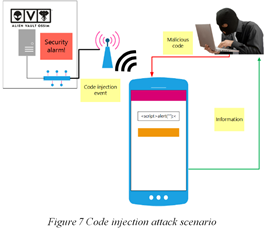 ALIEN VAULT OSSIM
Security
alarm!
Malicious
code
Code injection
event
<script>alert("")>
Information
Figure 7 Code injection attack scenario